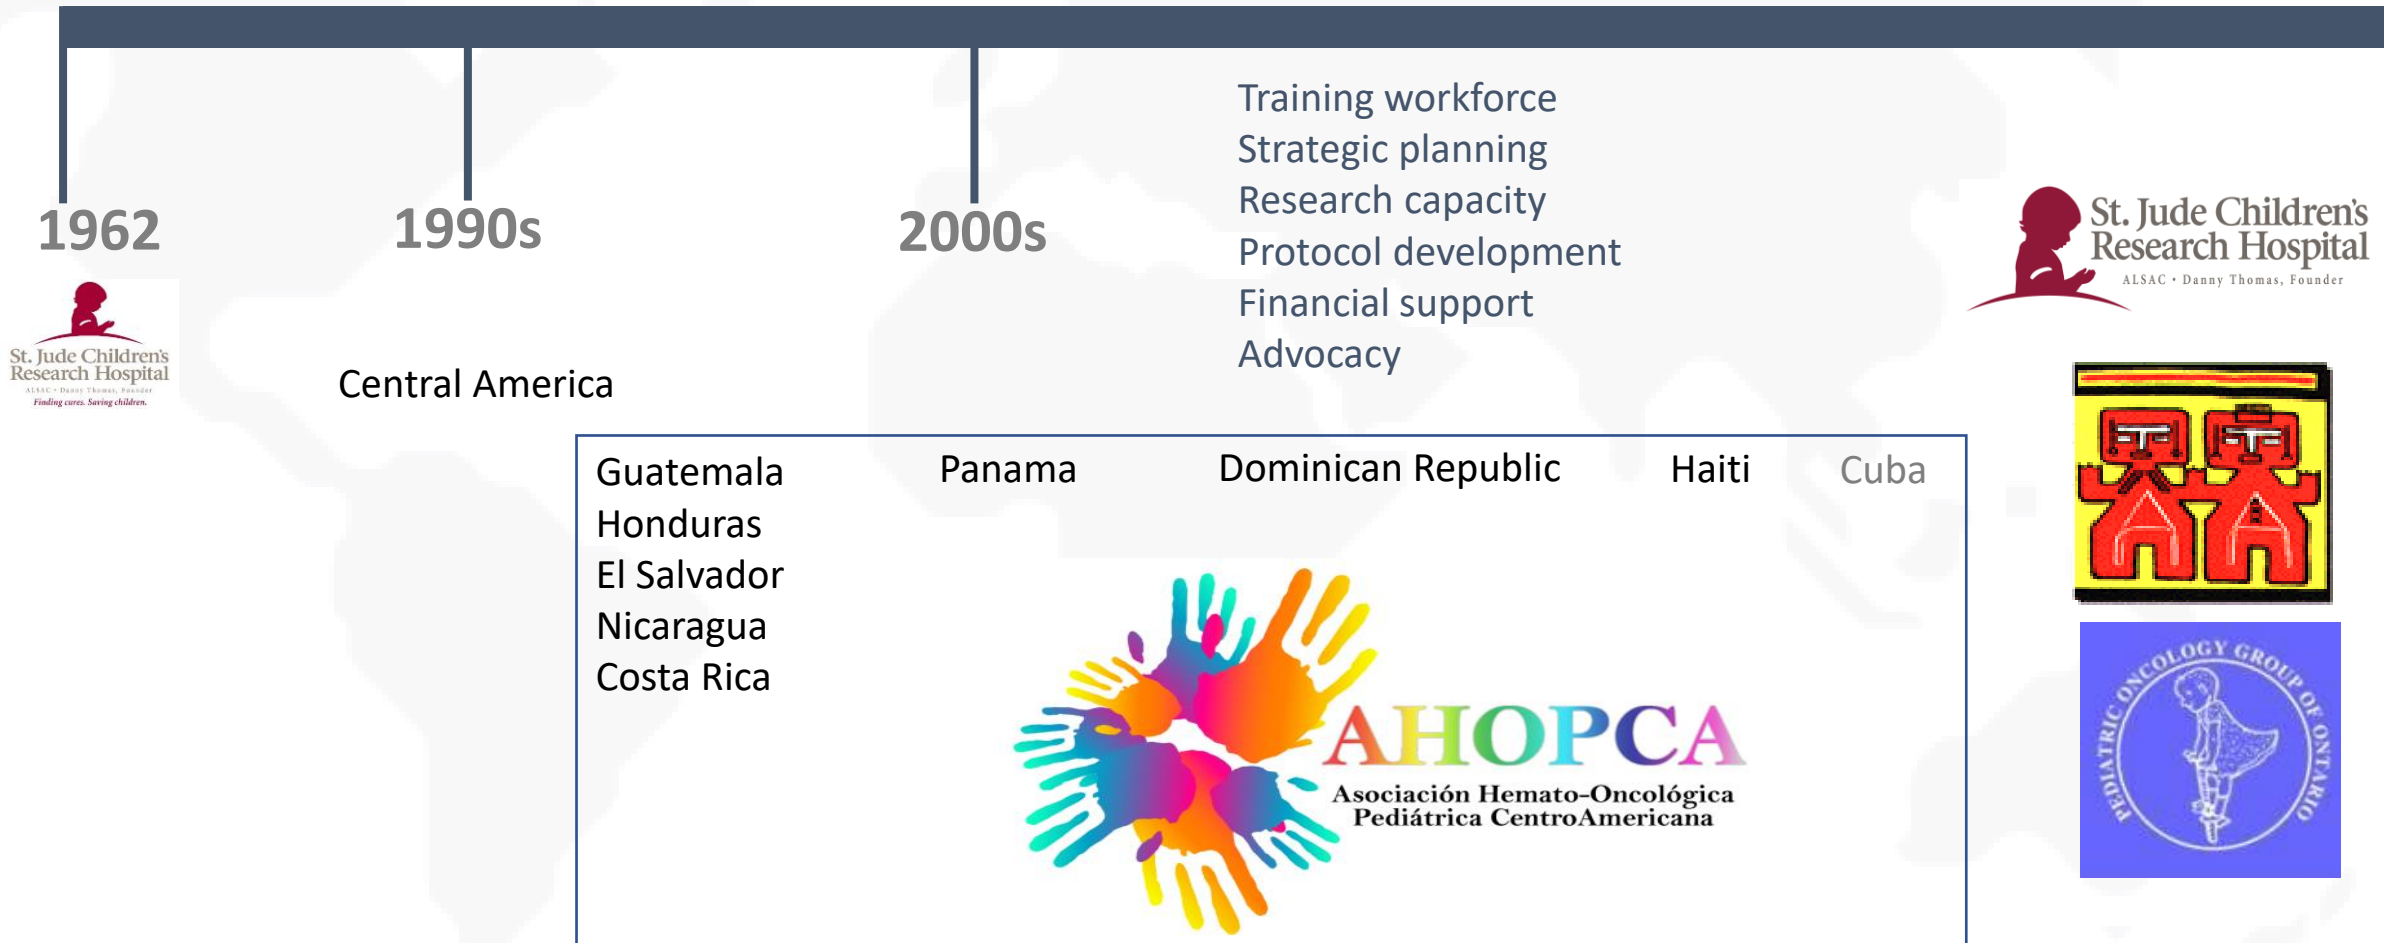 1962
1990s
2000s
Training workforce
Strategic planning
Research capacity
Protocol development
Financial support
Advocacy
St. Jude Children's
Research Hospital
ALSAC • Danny Thomas, Founder
Finding cures. Saving children.
St. Jude Children's
Research Hospital
ALSAC • Danny Thomas, Founder
Central America
Guatemala
Honduras
El Salvador
Nicaragua
Costa Rica
Panama
Dominican Republic
Haiti
Cuba
AHOPCA
Asociación Hemato-Oncológica
Pediátrica CentroAmericana
PEDIATRIC ONCOLOGY GROUP OF ONTARIO